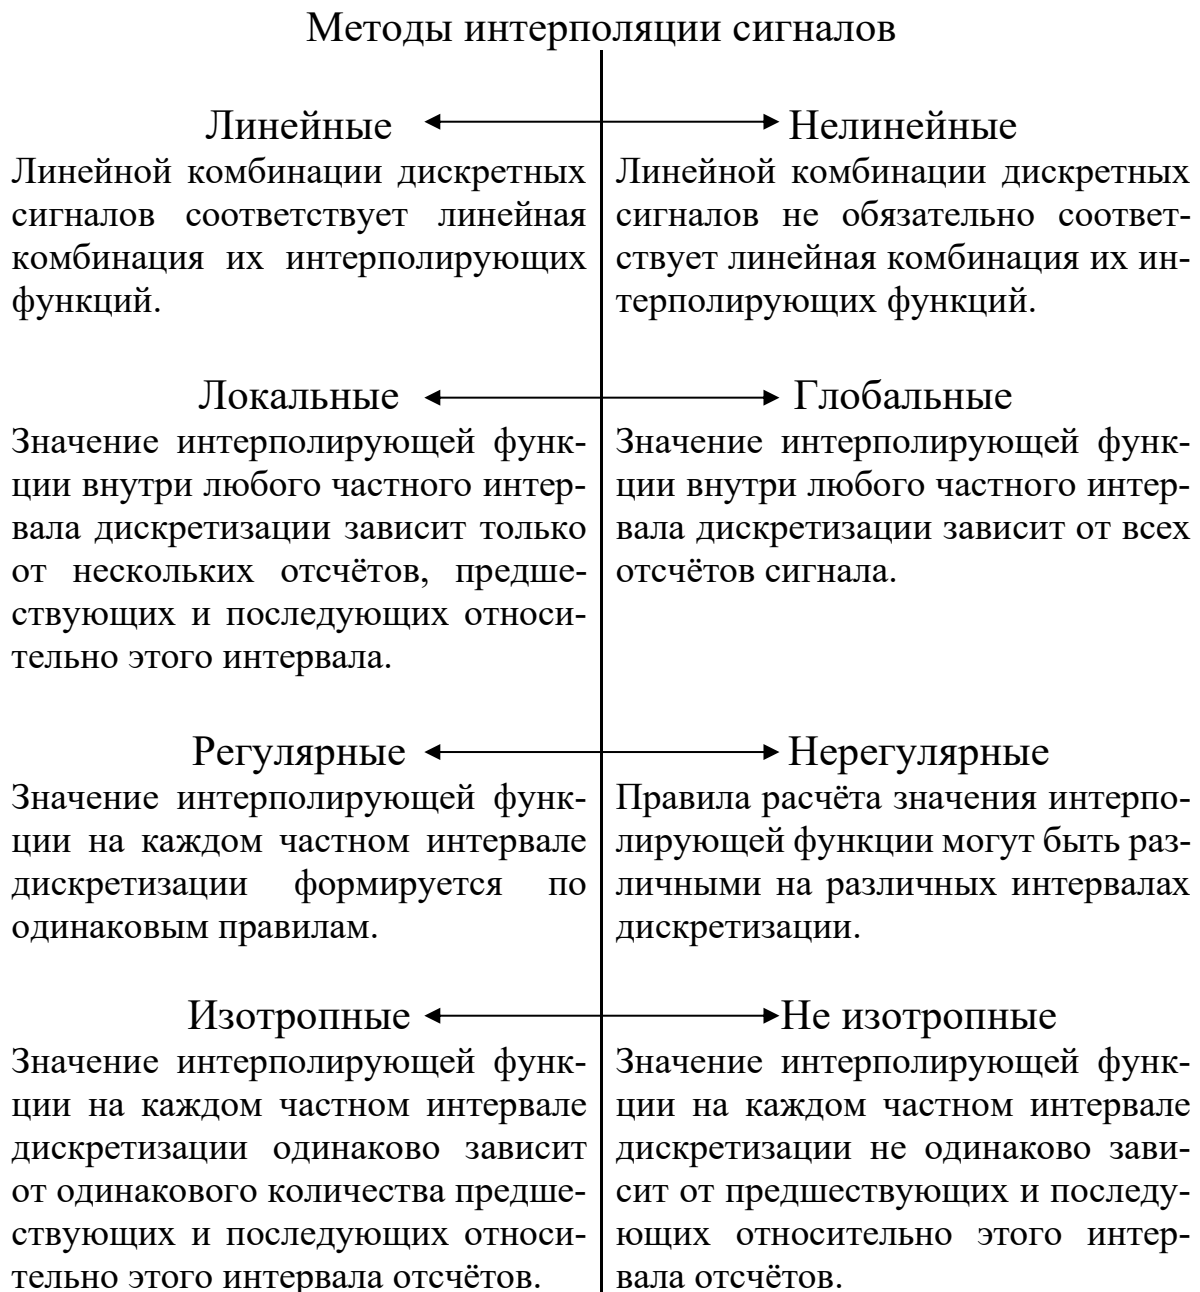 Методы интерполяции сигналов
Линейные
Нелинейные
Линейной комбинации дискретных
сигналов соответствует линейная
комбинация их интерполирующих
функций.
Линейной комбинации дискретных
сигналов не обязательно соответ-
ствует линейная комбинация их ин-
терполирующих функций.
Локальные
Глобальные
Значение интерполирующей функ-
ции внутри любого частного интер-
вала дискретизации зависит только
от нескольких отсчётов, предше-
ствующих и последующих относи-
тельно этого интервала.
Значение интерполирующей функ-
ции внутри любого частного интер-
вала дискретизации зависит от всех
отсчётов сигнала.
Регулярные
Нерегулярные
Значение интерполирующей функ-
ции на каждом частном интервале
дискретизации формируется по
одинаковым правилам.
Правила расчёта значения интерпо-
лирующей функции могут быть раз-
личными на различных интервалах
дискретизации.
Изотропные
Не изотропные
Значение интерполирующей функ-
ции на каждом частном интервале
дискретизации одинаково зависит
от одинакового количества предше-
ствующих и последующих относи-
тельно этого интервала отсчётов.
Значение интерполирующей функ-
ции на каждом частном интервале
дискретизации не одинаково зави-
сит от предшествующих и последу-
ющих относительно этого интер-
вала отсчётов.